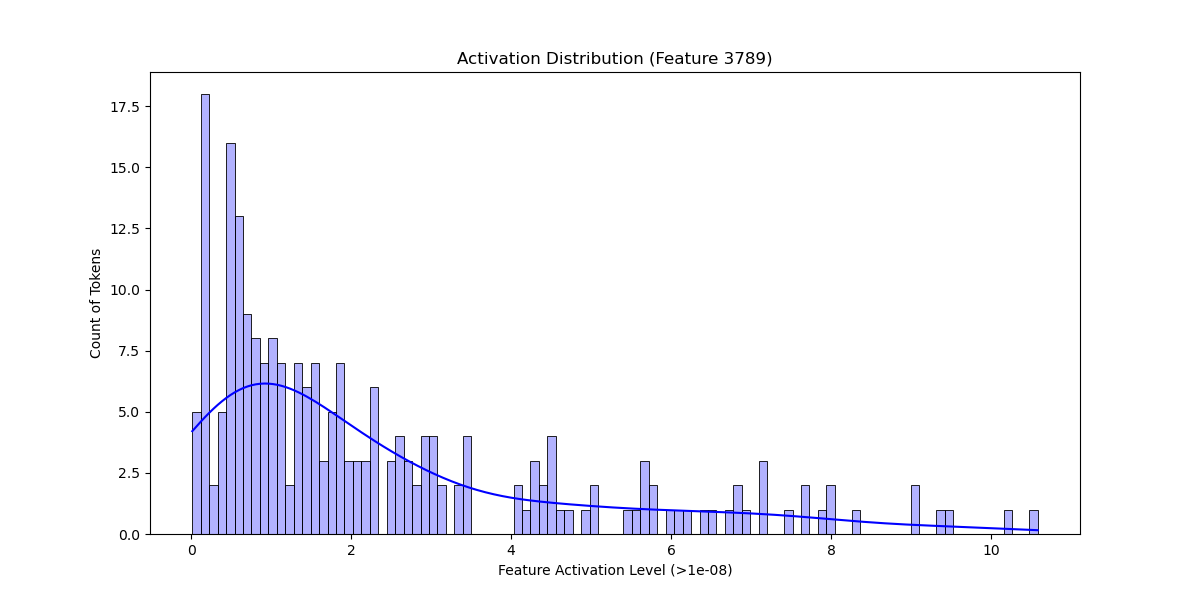 Activation Distribution (Feature 3789)
17.5
15.0
12.5
10.0
7.5
5.0
2.5
0.0
Count of Tokens
0 2 4 6 8 10
Feature Activation Level (>1e-08)